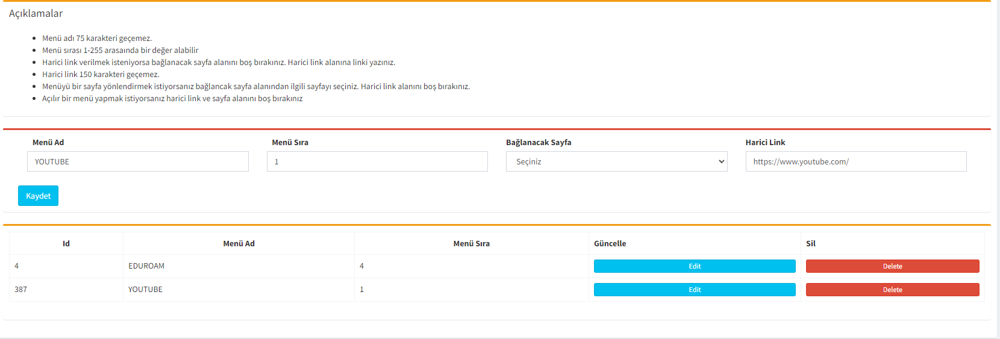 Açıklamalar
Menü adı 75 karakteri geçemez.
Menü sırası 1-255 arasaında bir değer alabilir
Harici link verilmek isteniyorsa bağlanacak sayfa alanını boş bırakınız. Harici link alanına linki yazınız.
Harici link 150 karakteri geçemez.
Menüyü bir sayfa yönlendirmek istiyorsanız bağlancak sayfa alanından ilgili sayfayı seçiniz. Harici link alanını boş bırakınız.
Açılır bir menü yapmak istiyorsanız harici link ve sayfa alanını boş bırakınız
Menü Ad Menü Sıra Bağlanacak Sayfa Harici Link
YOUTUBE 1 Seçiniz https://www.youtube.com/
Kaydet
Id Menü Ad Menü Sıra Güncelle Sil
4 EDUROAM 4 Edit Delete
387 YOUTUBE 1 Edit Delete